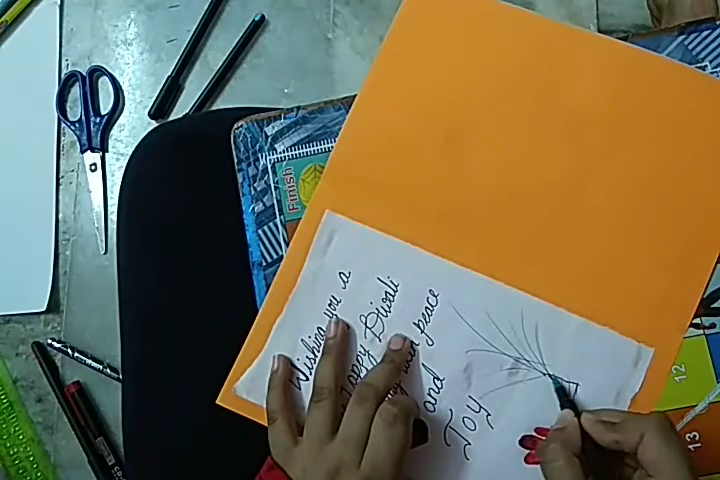 Wishing you a
Happy Diwali
with peace
and
Joy
Finish
12
13